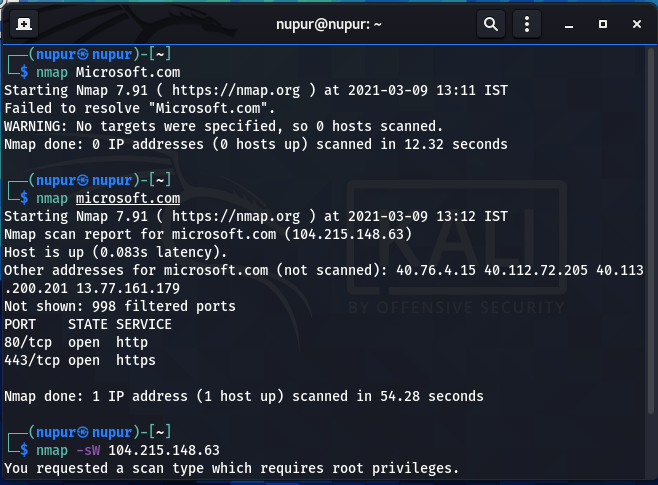 nupur@nupur: ~
┌──(nupur㉿nupur)-[~]
└─$ nmap Microsoft.com
Starting Nmap 7.91 ( https://nmap.org ) at 2021-03-09 13:11 IST
Failed to resolve "Microsoft.com".
WARNING: No targets were specified, so 0 hosts scanned.
Nmap done: 0 IP addresses (0 hosts up) scanned in 12.32 seconds
┌──(nupur㉿nupur)-[~]
└─$ nmap microsoft.com
Starting Nmap 7.91 ( https://nmap.org ) at 2021-03-09 13:12 IST
Nmap scan report for microsoft.com (104.215.148.63)
Host is up (0.083s latency).
Other addresses for microsoft.com (not scanned): 40.76.4.15 40.112.72.205 40.113
.200.201 13.77.161.179
Not shown: 998 filtered ports
PORT    STATE SERVICE
80/tcp  open  http
443/tcp open  https
Nmap done: 1 IP address (1 host up) scanned in 54.28 seconds
┌──(nupur㉿nupur)-[~]
└─$ nmap -sW 104.215.148.63
You requested a scan type which requires root privileges.
KALI
BY OFFENSIVE SECURITY